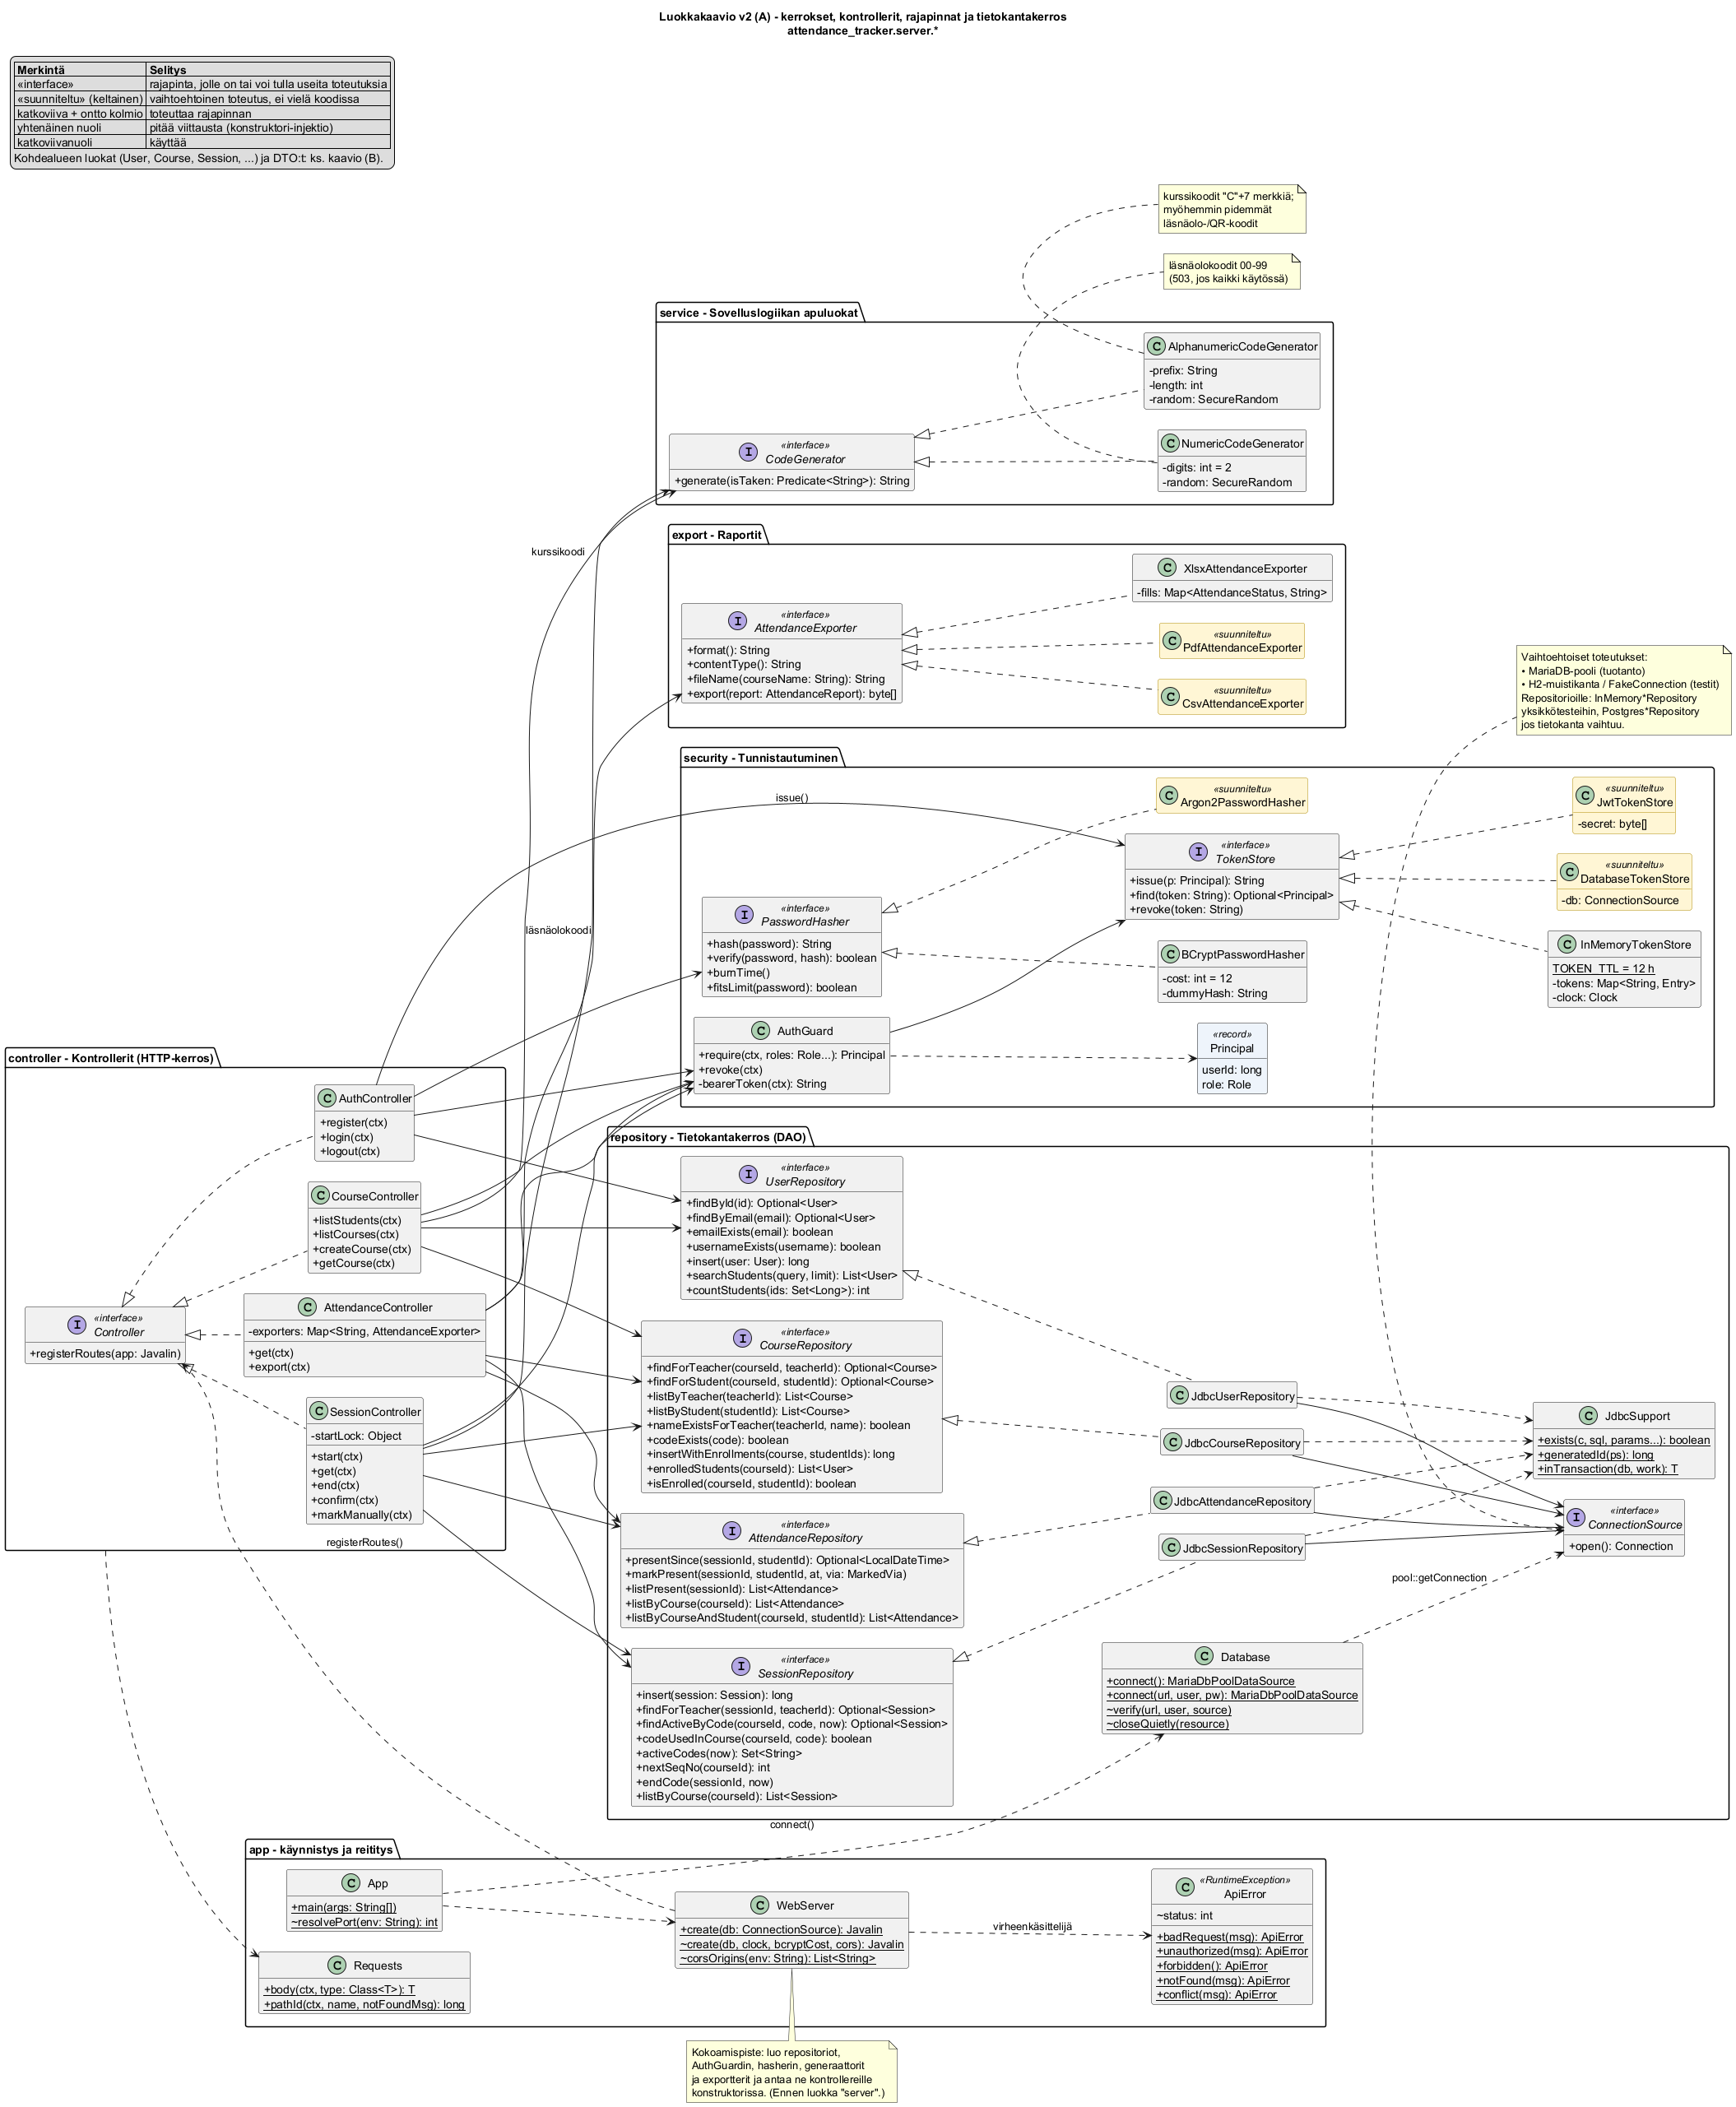 Luokkakaavio v2 (A) - kerrokset, kontrollerit, rajapinnat ja tietokantakerros
attendance_tracker.server.*
Merkintä Selitys
«interface» rajapinta, jolle on tai voi tulla useita toteutuksia
«suunniteltu» (keltainen) vaihtoehtoinen toteutus, ei vielä koodissa
katkoviiva + ontto kolmio toteuttaa rajapinnan
yhtenäinen nuoli pitää viittausta (konstruktori-injektio)
katkoviivanuoli käyttää
Kohdealueen luokat (User, Course, Session, ...) ja DTO:t: ks. kaavio (B).
kurssikoodit "C"+7 merkkiä;
myöhemmin pidemmät
läsnäolo-/QR-koodit
läsnäolokoodit 00-99
(503, jos kaikki käytössä)
service - Sovelluslogiikan apuluokat
C AlphanumericCodeGenerator
-prefix: String
-length: int
-random: SecureRandom
I «interface»
CodeGenerator
+generate(isTaken: Predicate<String>): String
C NumericCodeGenerator
-digits: int = 2
-random: SecureRandom
kurssikoodi
export - Raportit
C XlsxAttendanceExporter
-fills: Map<AttendanceStatus, String>
I «interface»
AttendanceExporter
+format(): String
+contentType(): String
+fileName(courseName: String): String
+export(report: AttendanceReport): byte[]
C «suunniteltu»
PdfAttendanceExporter
C «suunniteltu»
CsvAttendanceExporter
Vaihtoehtoiset toteutukset:
• MariaDB-pooli (tuotanto)
• H2-muistikanta / FakeConnection (testit)
Repositorioille: InMemory*Repository
yksikkötesteihin, Postgres*Repository
jos tietokanta vaihtuu.
security - Tunnistautuminen
issue()
C «suunniteltu»
Argon2PasswordHasher
C «suunniteltu»
JwtTokenStore
-secret: byte[]
I «interface»
TokenStore
+issue(p: Principal): String
+find(token: String): Optional<Principal>
+revoke(token: String)
C «suunniteltu»
DatabaseTokenStore
-db: ConnectionSource
I «interface»
PasswordHasher
+hash(password): String
+verify(password, hash): boolean
+burnTime()
+fitsLimit(password): boolean
läsnäolokoodi
C BCryptPasswordHasher
-cost: int = 12
-dummyHash: String
C InMemoryTokenStore
TOKEN_TTL = 12 h
-tokens: Map<String, Entry>
-clock: Clock
C AuthGuard
+require(ctx, roles: Role...): Principal
+revoke(ctx)
-bearerToken(ctx): String
«record»
Principal
userId: long
role: Role
controller - Kontrollerit (HTTP-kerros)
C AuthController
+register(ctx)
+login(ctx)
+logout(ctx)
C CourseController
+listStudents(ctx)
+listCourses(ctx)
+createCourse(ctx)
+getCourse(ctx)
I «interface»
Controller
+registerRoutes(app: Javalin)
C AttendanceController
-exporters: Map<String, AttendanceExporter>
+get(ctx)
+export(ctx)
C SessionController
-startLock: Object
+start(ctx)
+get(ctx)
+end(ctx)
+confirm(ctx)
+markManually(ctx)
registerRoutes()
repository - Tietokantakerros (DAO)
I «interface»
UserRepository
+findById(id): Optional<User>
+findByEmail(email): Optional<User>
+emailExists(email): boolean
+usernameExists(username): boolean
+insert(user: User): long
+searchStudents(query, limit): List<User>
+countStudents(ids: Set<Long>): int
I «interface»
CourseRepository
+findForTeacher(courseId, teacherId): Optional<Course>
+findForStudent(courseId, studentId): Optional<Course>
+listByTeacher(teacherId): List<Course>
+listByStudent(studentId): List<Course>
+nameExistsForTeacher(teacherId, name): boolean
+codeExists(code): boolean
+insertWithEnrollments(course, studentIds): long
+enrolledStudents(courseId): List<User>
+isEnrolled(courseId, studentId): boolean
I «interface»
AttendanceRepository
+presentSince(sessionId, studentId): Optional<LocalDateTime>
+markPresent(sessionId, studentId, at, via: MarkedVia)
+listPresent(sessionId): List<Attendance>
+listByCourse(courseId): List<Attendance>
+listByCourseAndStudent(courseId, studentId): List<Attendance>
I «interface»
SessionRepository
+insert(session: Session): long
+findForTeacher(sessionId, teacherId): Optional<Session>
+findActiveByCode(courseId, code, now): Optional<Session>
+codeUsedInCourse(courseId, code): boolean
+activeCodes(now): Set<String>
+nextSeqNo(courseId): int
+endCode(sessionId, now)
+listByCourse(courseId): List<Session>
C JdbcUserRepository
C JdbcCourseRepository
C JdbcAttendanceRepository
C JdbcSessionRepository
C JdbcSupport
+exists(c, sql, params...): boolean
+generatedId(ps): long
+inTransaction(db, work): T
I «interface»
ConnectionSource
+open(): Connection
pool::getConnection
C Database
+connect(): MariaDbPoolDataSource
+connect(url, user, pw): MariaDbPoolDataSource
~verify(url, user, source)
~closeQuietly(resource)
connect()
app - käynnistys ja reititys
C App
+main(args: String[])
~resolvePort(env: String): int
C Requests
+body(ctx, type: Class<T>): T
+pathId(ctx, name, notFoundMsg): long
C WebServer
+create(db: ConnectionSource): Javalin
~create(db, clock, bcryptCost, cors): Javalin
~corsOrigins(env: String): List<String>
virheenkäsittelijä
C «RuntimeException»
ApiError
~status: int
+badRequest(msg): ApiError
+unauthorized(msg): ApiError
+forbidden(): ApiError
+notFound(msg): ApiError
+conflict(msg): ApiError
Kokoamispiste: luo repositoriot,
AuthGuardin, hasherin, generaattorit
ja exportterit ja antaa ne kontrollereille
konstruktorissa. (Ennen luokka "server".)